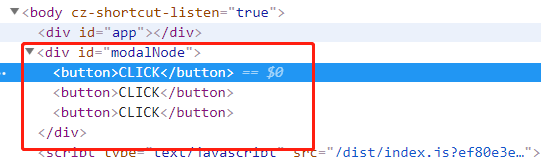 ▼<body cz-shortcut-listen="true">
<div id="app"></div>
▼<div id="modalNode">
… <button>CLICK</button> == $0
<button>CLICK</button>
<button>CLICK</button>
</div>
<script type="text/javascript" src="/dist/index.js?ef80e3e…